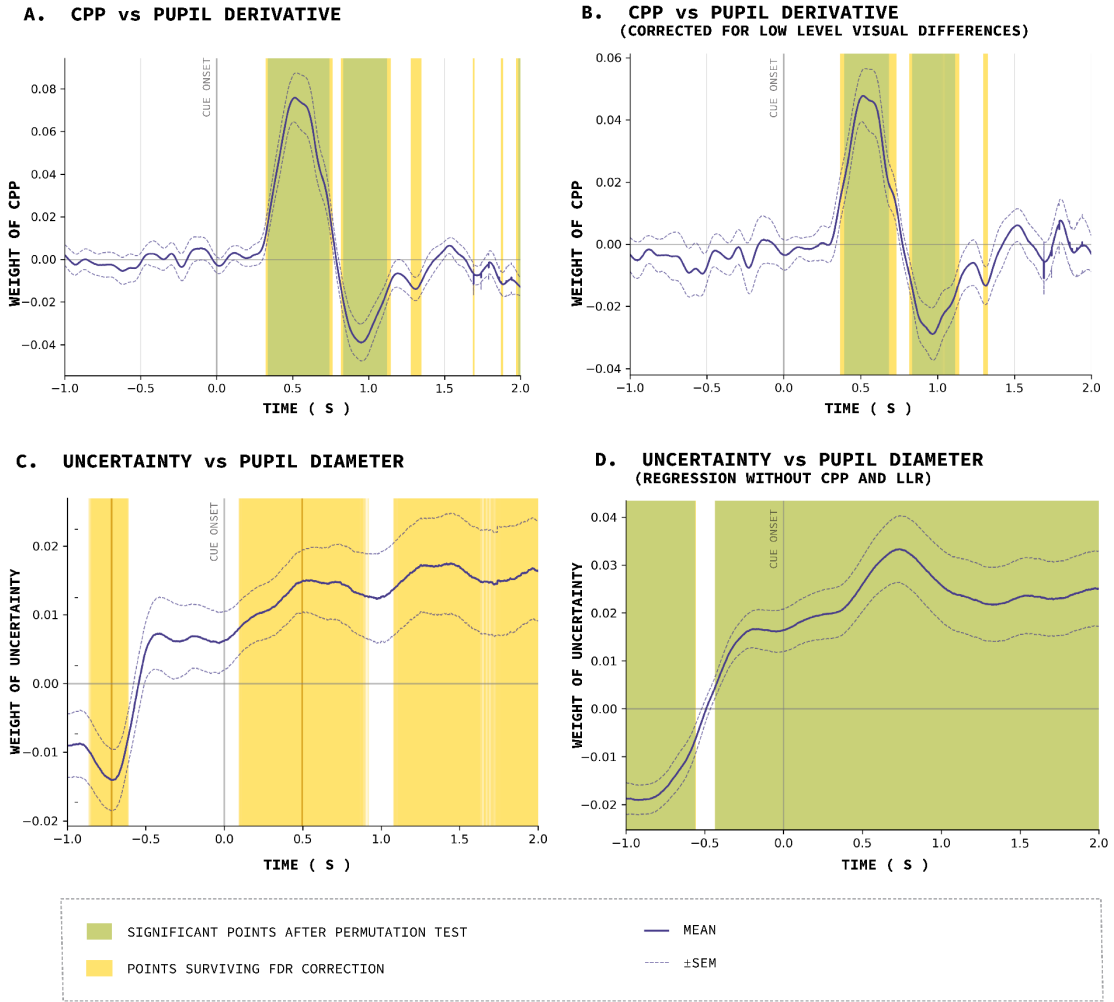 A. CPP vs PUPIL DERIVATIVE
0.08
0.06
0.04
0.02
0.00
−0.02
−0.04
WEIGHT OF CPP
CUE ONSET
−1.0 −0.5 0.0 0.5 1.0 1.5 2.0
TIME ( S )
B. CPP vs PUPIL DERIVATIVE
(CORRECTED FOR LOW LEVEL VISUAL DIFFERENCES)
0.06
0.04
0.02
0.00
−0.02
−0.04
WEIGHT OF CPP
CUE ONSET
−1.0 −0.5 0.0 0.5 1.0 1.5 2.0
TIME ( S )
C. UNCERTAINTY vs PUPIL DIAMETER
0.02
0.01
0.00
−0.01
−0.02
WEIGHT OF UNCERTAINTY
CUE ONSET
−1.0 −0.5 0.0 0.5 1.0 1.5 2.0
TIME ( S )
D. UNCERTAINTY vs PUPIL DIAMETER
(REGRESSION WITHOUT CPP AND LLR)
0.04
0.03
0.02
0.01
0.00
−0.01
−0.02
WEIGHT OF UNCERTAINTY
CUE ONSET
−1.0 −0.5 0.0 0.5 1.0 1.5 2.0
TIME ( S )
SIGNIFICANT POINTS AFTER PERMUTATION TEST
POINTS SURVIVING FDR CORRECTION
MEAN
±SEM